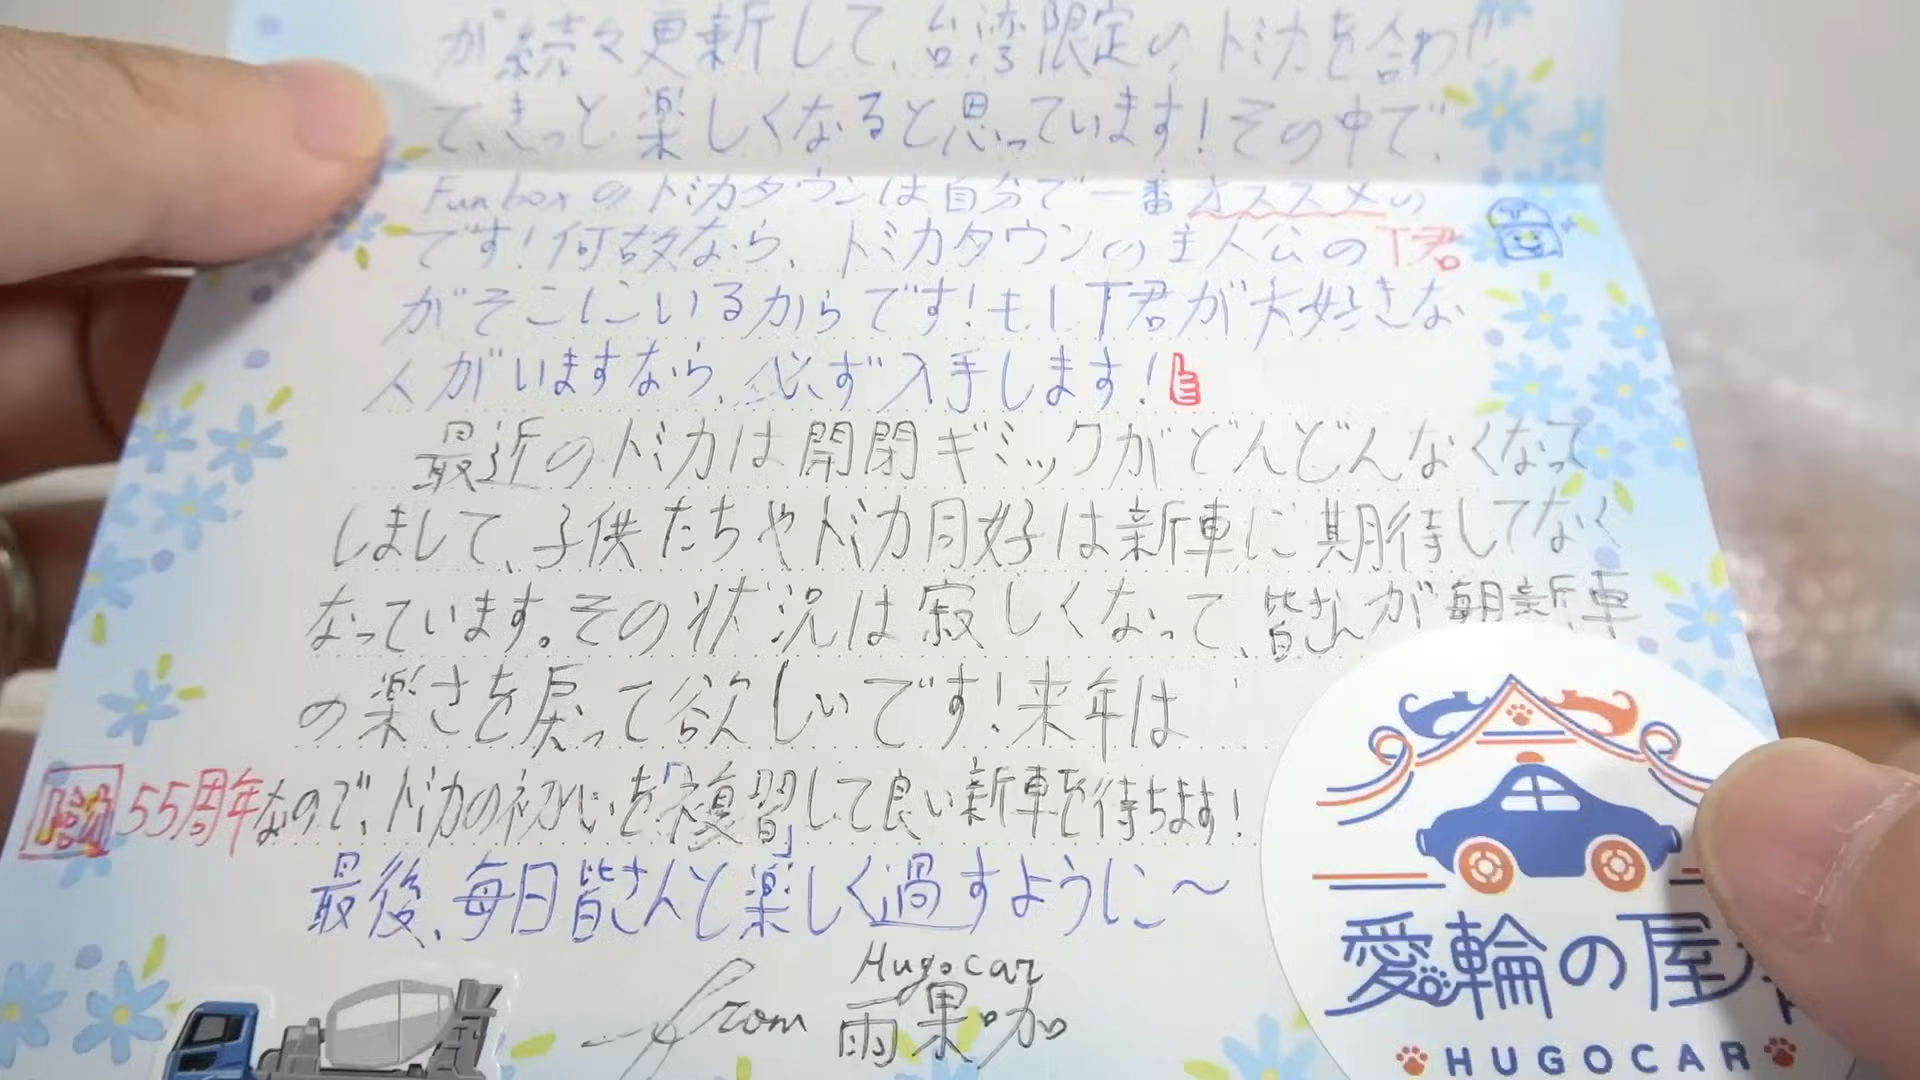 が続々更新して、台湾限定のトミカを合わせ
て、きっと楽しくなると思っています！その中で、
Funboxのトミカタウンは自分で一番オススメの
です！何故なら、トミカタウンの主人公のT君
がそこにいるからです！もしT君が大好きな
人がいますなら、必ず入手します！
最近のトミカは開閉ギミックがどんどんなくなって
しまして、子供たちやトミカ同好は新車に期待してなく
なっています。その状況は寂しくなって、皆さんが朝新車
の楽さを戻って欲しいです！来年は
トミカ55周年なので、トミカの初心を「複習」して良い新車を待ちます！
最後、毎日皆さんと楽しく過すように〜
from Hugocar
雨果咖
愛輪の屋
HUGOCAR